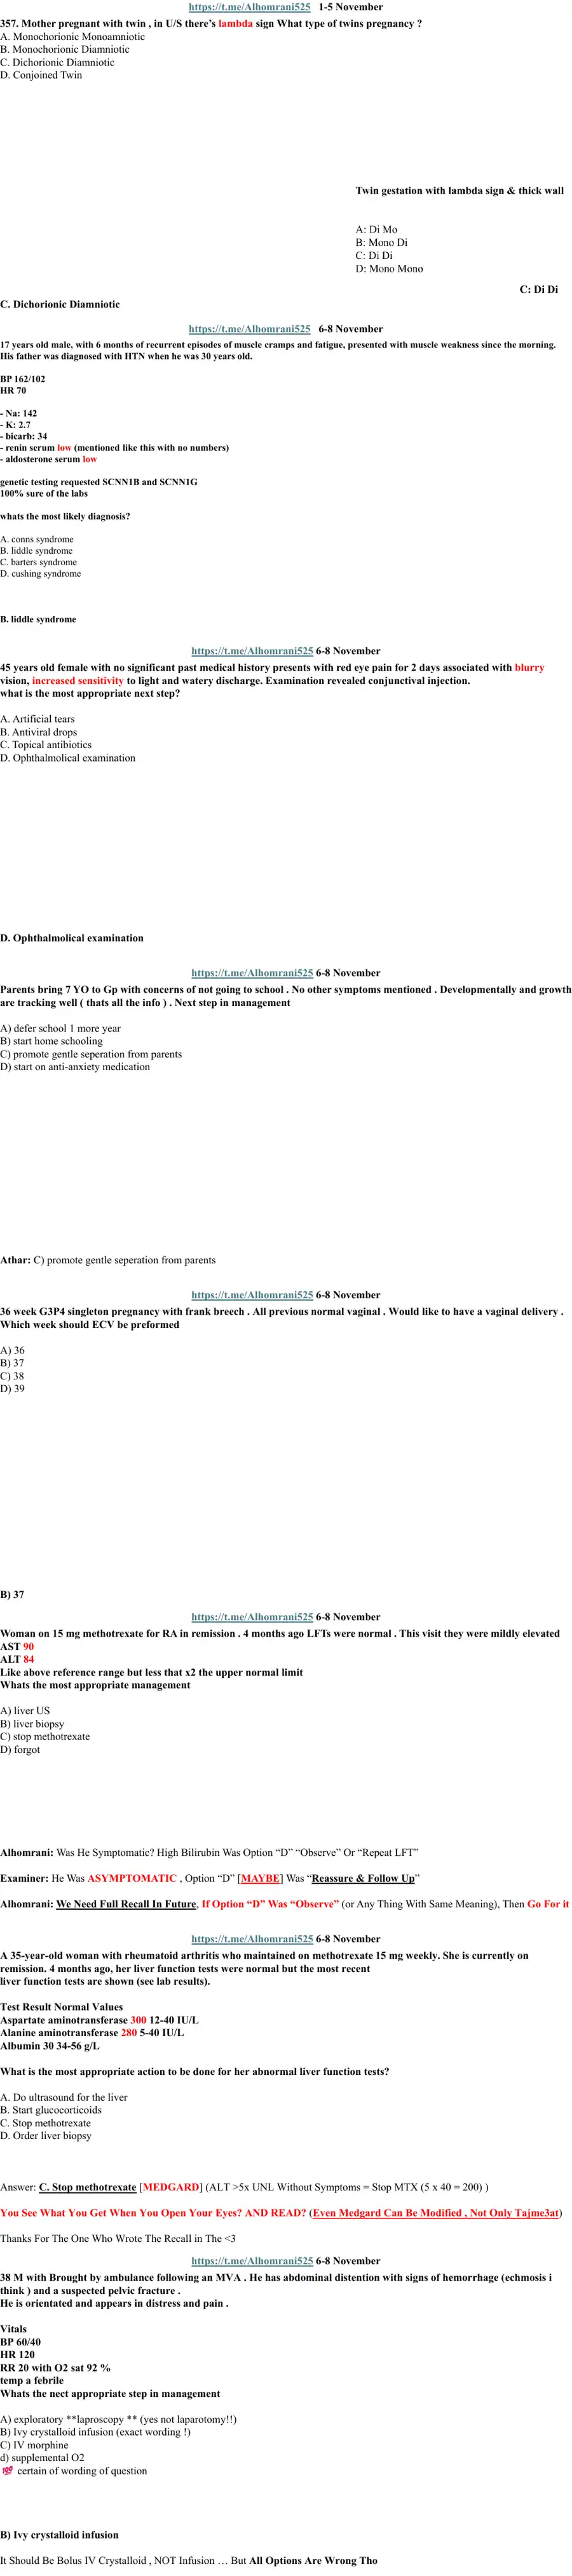 https://t.me/Alhomrani525 1-5 November
357. Mother pregnant with twin , in U/S there's lambda sign What type of twins pregnancy ?
A. Monochorionic Monoamniotic
B. Monochorionic Diamniotic
C. Dichorionic Diamniotic
D. Conjoined Twin
Twin gestation with lambda sign & thick wall
A: Di Mo
B: Mono Di
C: Di Di
D: Mono Mono
C: Di Di
C. Dichorionic Diamniotic
https://t.me/Alhomrani525 6-8 November
17 years old male, with 6 months of recurrent episodes of muscle cramps and fatigue, presented with muscle weakness since the morning.
His father was diagnosed with HTN when he was 30 years old.
BP 162/102
HR 70
- Na: 142
- K: 2.7
- bicarb: 34
- renin serum low (mentioned like this with no numbers)
- aldosterone serum low
genetic testing requested SCNN1B and SCNN1G
100% sure of the labs
whats the most likely diagnosis?
A. conns syndrome
B. liddle syndrome
C. barters syndrome
D. cushing syndrome
B. liddle syndrome
https://t.me/Alhomrani525 6-8 November
45 years old female with no significant past medical history presents with red eye pain for 2 days associated with blurry
vision, increased sensitivity to light and watery discharge. Examination revealed conjunctival injection.
what is the most appropriate next step?
A. Artificial tears
B. Antiviral drops
C. Topical antibiotics
D. Ophthalmolical examination
D. Ophthalmolical examination
https://t.me/Alhomrani525 6-8 November
Parents bring 7 YO to Gp with concerns of not going to school . No other symptoms mentioned . Developmentally and growth
are tracking well ( thats all the info ) . Next step in management
A) defer school 1 more year
B) start home schooling
C) promote gentle seperation from parents
D) start on anti-anxiety medication
Athar: C) promote gentle seperation from parents
https://t.me/Alhomrani525 6-8 November
36 week G3P4 singleton pregnancy with frank breech . All previous normal vaginal . Would like to have a vaginal delivery .
Which week should ECV be preformed
A) 36
B) 37
C) 38
D) 39
B) 37
https://t.me/Alhomrani525 6-8 November
Woman on 15 mg methotrexate for RA in remission . 4 months ago LFTs were normal . This visit they were mildly elevated
AST 90
ALT 84
Like above reference range but less that x2 the upper normal limit
Whats the most appropriate management
A) liver US
B) liver biopsy
C) stop methotrexate
D) forgot
Alhomrani: Was He Symptomatic? High Bilirubin Was Option "D" "Observe" Or "Repeat LFT"
Examiner: He Was ASYMPTOMATIC , Option "D" [MAYBE] Was "Reassure & Follow Up"
Alhomrani: We Need Full Recall In Future, If Option "D" Was "Observe" (or Any Thing With Same Meaning), Then Go For it
https://t.me/Alhomrani525 6-8 November
A 35-year-old woman with rheumatoid arthritis who maintained on methotrexate 15 mg weekly. She is currently on
remission. 4 months ago, her liver function tests were normal but the most recent
liver function tests are shown (see lab results).
Test Result Normal Values
Aspartate aminotransferase 300 12-40 IU/L
Alanine aminotransferase 280 5-40 IU/L
Albumin 30 34-56 g/L
What is the most appropriate action to be done for her abnormal liver function tests?
A. Do ultrasound for the liver
B. Start glucocorticoids
C. Stop methotrexate
D. Order liver biopsy
Answer: C. Stop methotrexate [MEDGARD] (ALT >5x UNL Without Symptoms = Stop MTX (5 x 40 = 200) )
You See What You Get When You Open Your Eyes? AND READ? (Even Medgard Can Be Modified , Not Only Tajme3at)
Thanks For The One Who Wrote The Recall in The <3
https://t.me/Alhomrani525 6-8 November
38 M with Brought by ambulance following an MVA . He has abdominal distention with signs of hemorrhage (echmosis i
think ) and a suspected pelvic fracture .
He is orientated and appears in distress and pain .
Vitals
BP 60/40
HR 120
RR 20 with O2 sat 92 %
temp a febrile
Whats the nect appropriate step in management
A) exploratory **laproscopy ** (yes not laparotomy!!)
B) Ivy crystalloid infusion (exact wording !)
C) IV morphine
d) supplemental O2
💯 certain of wording of question
B) Ivy crystalloid infusion
It Should Be Bolus IV Crystalloid , NOT Infusion … But All Options Are Wrong Tho